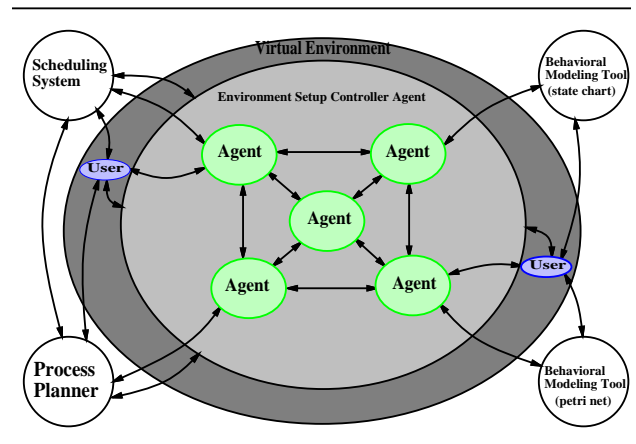 Virtual Environment
Scheduling
System
Behavioral
Modeling Tool
(state chart)
Environment Setup Controller Agent
Agent
Agent
User
Agent
User
Agent
Agent
Process
Planner
Behavioral
Modeling Tool
(petri net)